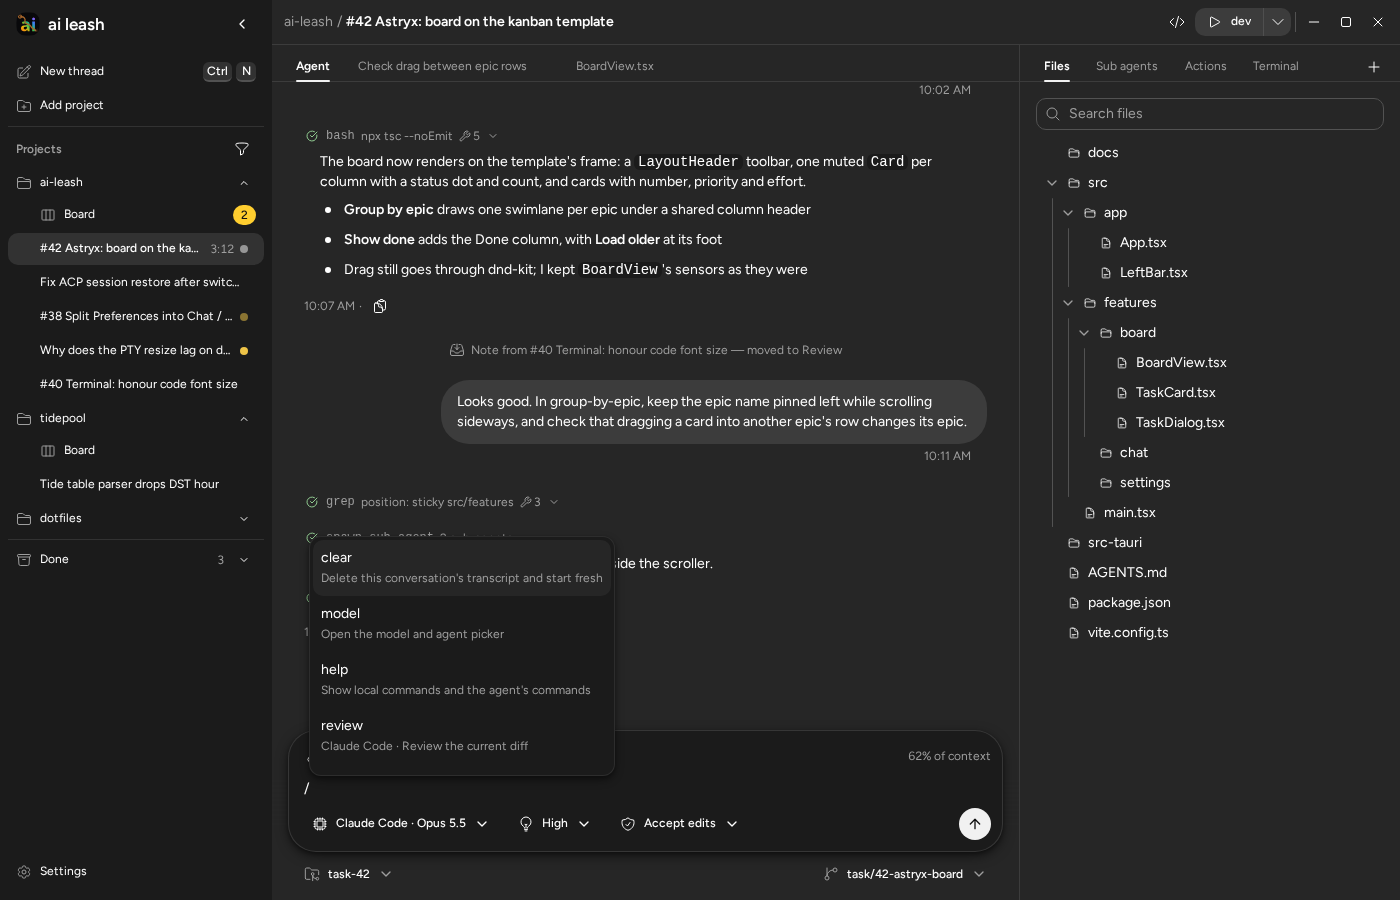 ai leash
New thread Ctrl N
Add project
Projects
ai-leash
Board 2
#42 Astryx: board on the ka... 3:12
Fix ACP session restore after switc...
#38 Split Preferences into Chat / ...
Why does the PTY resize lag on d...
#40 Terminal: honour code font size
tidepool
Board
Tide table parser drops DST hour
dotfiles
Done 3
Settings
ai-leash / #42 Astryx: board on the kanban template
dev
Agent Check drag between epic rows BoardView.tsx
10:02 AM
bash npx tsc --noEmit 5
The board now renders on the template's frame: a LayoutHeader toolbar, one muted Card per
column with a status dot and count, and cards with number, priority and effort.
Group by epic draws one swimlane per epic under a shared column header
Show done adds the Done column, with Load older at its foot
Drag still goes through dnd-kit; I kept BoardView's sensors as they were
10:07 AM ·
Note from #40 Terminal: honour code font size — moved to Review
Looks good. In group-by-epic, keep the epic name pinned left while scrolling
sideways, and check that dragging a card into another epic's row changes its epic.
10:11 AM
grep position: sticky src/features 3
side the scroller.
clear
Delete this conversation's transcript and start fresh
model
Open the model and agent picker
help
Show local commands and the agent's commands
review
Claude Code · Review the current diff
62% of context
/
Claude Code · Opus 5.5 High Accept edits
task-42 task/42-astryx-board
Files Sub agents Actions Terminal
Search files
docs
src
app
App.tsx
LeftBar.tsx
features
board
BoardView.tsx
TaskCard.tsx
TaskDialog.tsx
chat
settings
main.tsx
src-tauri
AGENTS.md
package.json
vite.config.ts